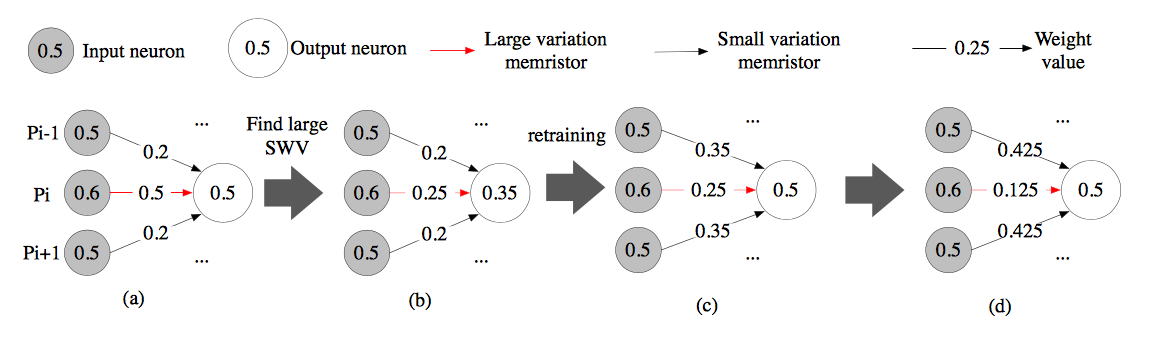 0.5 Input neuron
0.5 Output neuron
Large variation
memristor
Small variation
memristor
0.25
Weight
value
Pi-1 0.5
Pi 0.6
Pi+1 0.5
0.2
0.5
0.2
0.5
...
...
(a)
Find large
SWV
0.5
0.6
0.5
0.2
0.25
0.2
0.35
...
...
(b)
retraining
0.5
0.6
0.5
0.35
0.25
0.35
0.5
...
...
(c)
0.5
0.6
0.5
0.425
0.125
0.425
0.5
...
...
(d)